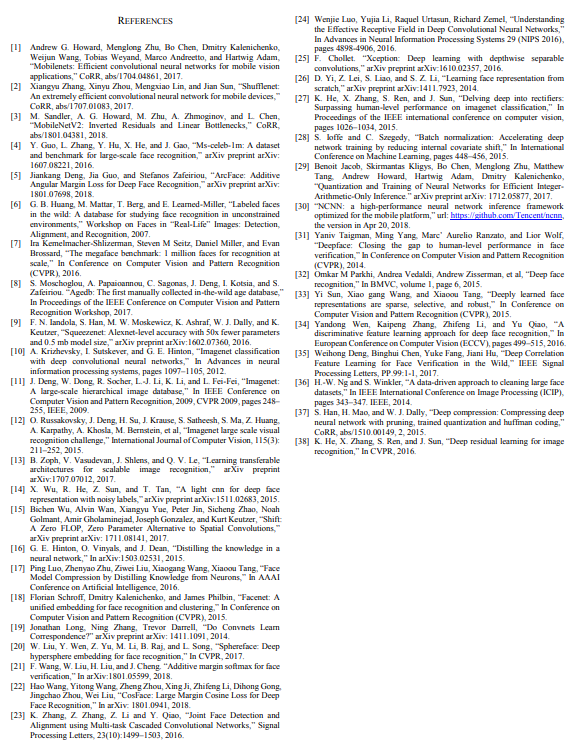 REFERENCES
[1] Andrew G. Howard, Menglong Zhu, Bo Chen, Dmitry Kalenichenko,
Weijun Wang, Tobias Weyand, Marco Andreetto, and Hartwig Adam,
“Mobilenets: Efficient convolutional neural networks for mobile vision
applications,” CoRR, abs/1704.04861, 2017.
[2] Xiangyu Zhang, Xinyu Zhou, Mengxiao Lin, and Jian Sun, “Shufflenet:
An extremely efficient convolutional neural network for mobile devices,”
CoRR, abs/1707.01083, 2017.
[3] M. Sandler, A. G. Howard, M. Zhu, A. Zhmoginov, and L. Chen,
“MobileNetV2: Inverted Residuals and Linear Bottlenecks,” CoRR,
abs/1801.04381, 2018.
[4] Y. Guo, L. Zhang, Y. Hu, X. He, and J. Gao, “Ms-celeb-1m: A dataset
and benchmark for large-scale face recognition,” arXiv preprint arXiv:
1607.08221, 2016.
[5] Jiankang Deng, Jia Guo, and Stefanos Zafeiriou, “ArcFace: Additive
Angular Margin Loss for Deep Face Recognition,” arXiv preprint arXiv:
1801.07698, 2018.
[6] G. B. Huang, M. Mattar, T. Berg, and E. Learned-Miller, “Labeled faces
in the wild: A database for studying face recognition in unconstrained
environments,” Workshop on Faces in “Real-Life” Images: Detection,
Alignment, and Recognition, 2007.
[7] Ira Kemelmacher-Shlizerman, Steven M Seitz, Daniel Miller, and Evan
Brossard, “The megaface benchmark: 1 million faces for recognition at
scale,” In Conference on Computer Vision and Pattern Recognition
(CVPR), 2016.
[8] S. Moschoglou, A. Papaioannou, C. Sagonas, J. Deng, I. Kotsia, and S.
Zafeiriou. “Agedb: The first manually collected in-the-wild age database,”
In Proceedings of the IEEE Conference on Computer Vision and Pattern
Recognition Workshop, 2017.
[9] F. N. Iandola, S. Han, M. W. Moskewicz, K. Ashraf, W. J. Dally, and K.
Keutzer, “Squeezenet: Alexnet-level accuracy with 50x fewer parameters
and 0.5 mb model size,” arXiv preprint arXiv:1602.07360, 2016.
[10] A. Krizhevsky, I. Sutskever, and G. E. Hinton, “Imagenet classification
with deep convolutional neural networks,” In Advances in neural
information processing systems, pages 1097–1105, 2012.
[11] J. Deng, W. Dong, R. Socher, L.-J. Li, K. Li, and L. Fei-Fei, “Imagenet:
A large-scale hierarchical image database,” In IEEE Conference on
Computer Vision and Pattern Recognition, 2009, CVPR 2009, pages 248–
255, IEEE, 2009.
[12] O. Russakovsky, J. Deng, H. Su, J. Krause, S. Satheesh, S. Ma, Z. Huang,
A. Karpathy, A. Khosla, M. Bernstein, et al, “Imagenet large scale visual
recognition challenge,” International Journal of Computer Vision, 115(3):
211–252, 2015.
[13] B. Zoph, V. Vasudevan, J. Shlens, and Q. V. Le, “Learning transferable
architectures for scalable image recognition,” arXiv preprint
arXiv:1707.07012, 2017.
[14] X. Wu, R. He, Z. Sun, and T. Tan, “A light cnn for deep face
representation with noisy labels,” arXiv preprint arXiv:1511.02683, 2015.
[15] Bichen Wu, Alvin Wan, Xiangyu Yue, Peter Jin, Sicheng Zhao, Noah
Golmant, Amir Gholaminejad, Joseph Gonzalez, and Kurt Keutzer, “Shift:
A Zero FLOP, Zero Parameter Alternative to Spatial Convolutions,”
arXiv preprint arXiv: 1711.08141, 2017.
[16] G. E. Hinton, O. Vinyals, and J. Dean, “Distilling the knowledge in a
neural network,” In arXiv:1503.02531, 2015.
[17] Ping Luo, Zhenyao Zhu, Ziwei Liu, Xiaogang Wang, Xiaoou Tang, “Face
Model Compression by Distilling Knowledge from Neurons,” In AAAI
Conference on Artificial Intelligence, 2016.
[18] Florian Schroff, Dmitry Kalenichenko, and James Philbin, “Facenet: A
unified embedding for face recognition and clustering,” In Conference on
Computer Vision and Pattern Recognition (CVPR), 2015.
[19] Jonathan Long, Ning Zhang, Trevor Darrell, “Do Convnets Learn
Correspondence?” arXiv preprint arXiv: 1411.1091, 2014.
[20] W. Liu, Y. Wen, Z. Yu, M. Li, B. Raj, and L. Song, “Sphereface: Deep
hypersphere embedding for face recognition,” In CVPR, 2017.
[21] F. Wang, W. Liu, H. Liu, and J. Cheng. “Additive margin softmax for face
verification,” In arXiv:1801.05599, 2018.
[22] Hao Wang, Yitong Wang, Zheng Zhou, Xing Ji, Zhifeng Li, Dihong Gong,
Jingchao Zhou, Wei Liu, “CosFace: Large Margin Cosine Loss for Deep
Face Recognition,” In arXiv: 1801.0941, 2018.
[23] K. Zhang, Z. Zhang, Z. Li and Y. Qiao, “Joint Face Detection and
Alignment using Multi-task Cascaded Convolutional Networks,” Signal
Processing Letters, 23(10):1499–1503, 2016.
[24] Wenjie Luo, Yujia Li, Raquel Urtasun, Richard Zemel, “Understanding
the Effective Receptive Field in Deep Convolutional Neural Networks,”
In Advances in Neural Information Processing Systems 29 (NIPS 2016),
pages 4898-4906, 2016.
[25] F. Chollet. “Xception: Deep learning with depthwise separable
convolutions,” arXiv preprint arXiv:1610.02357, 2016.
[26] D. Yi, Z. Lei, S. Liao, and S. Z. Li, “Learning face representation from
scratch,” arXiv preprint arXiv:1411.7923, 2014.
[27] K. He, X. Zhang, S. Ren, and J. Sun, “Delving deep into rectifiers:
Surpassing human-level performance on imagenet classification,” In
Proceedings of the IEEE international conference on computer vision,
pages 1026–1034, 2015.
[28] S. Ioffe and C. Szegedy, “Batch normalization: Accelerating deep
network training by reducing internal covariate shift,” In International
Conference on Machine Learning, pages 448–456, 2015.
[29] Benoit Jacob, Skirmantas Kligys, Bo Chen, Menglong Zhu, Matthew
Tang, Andrew Howard, Hartwig Adam, Dmitry Kalenichenko,
“Quantization and Training of Neural Networks for Efficient Integer-
Arithmetic-Only Inference.” arXiv preprint arXiv: 1712.05877, 2017.
[30] “NCNN: a high-performance neural network inference framework
optimized for the mobile platform,” url: https://github.com/Tencent/ncnn,
the version in Apr 20, 2018.
[31] Yaniv Taigman, Ming Yang, Marc’ Aurelio Ranzato, and Lior Wolf,
“Deepface: Closing the gap to human-level performance in face
verification,” In Conference on Computer Vision and Pattern Recognition
(CVPR), 2014.
[32] Omkar M Parkhi, Andrea Vedaldi, Andrew Zisserman, et al, “Deep face
recognition,” In BMVC, volume 1, page 6, 2015.
[33] Yi Sun, Xiao gang Wang, and Xiaoou Tang, “Deeply learned face
representations are sparse, selective, and robust,” In Conference on
Computer Vision and Pattern Recognition (CVPR), 2015.
[34] Yandong Wen, Kaipeng Zhang, Zhifeng Li, and Yu Qiao, “A
discriminative feature learning approach for deep face recognition,” In
European Conference on Computer Vision (ECCV), pages 499–515, 2016.
[35] Weihong Deng, Binghui Chen, Yuke Fang, Jiani Hu, “Deep Correlation
Feature Learning for Face Verification in the Wild,” IEEE Signal
Processing Letters, PP:99:1-1, 2017.
[36] H.-W. Ng and S. Winkler, “A data-driven approach to cleaning large face
datasets,” In IEEE International Conference on Image Processing (ICIP),
pages 343–347. IEEE, 2014.
[37] S. Han, H. Mao, and W. J. Dally, “Deep compression: Compressing deep
neural network with pruning, trained quantization and huffman coding,”
CoRR, abs/1510.00149, 2, 2015.
[38] K. He, X. Zhang, S. Ren, and J. Sun, “Deep residual learning for image
recognition,” In CVPR, 2016.